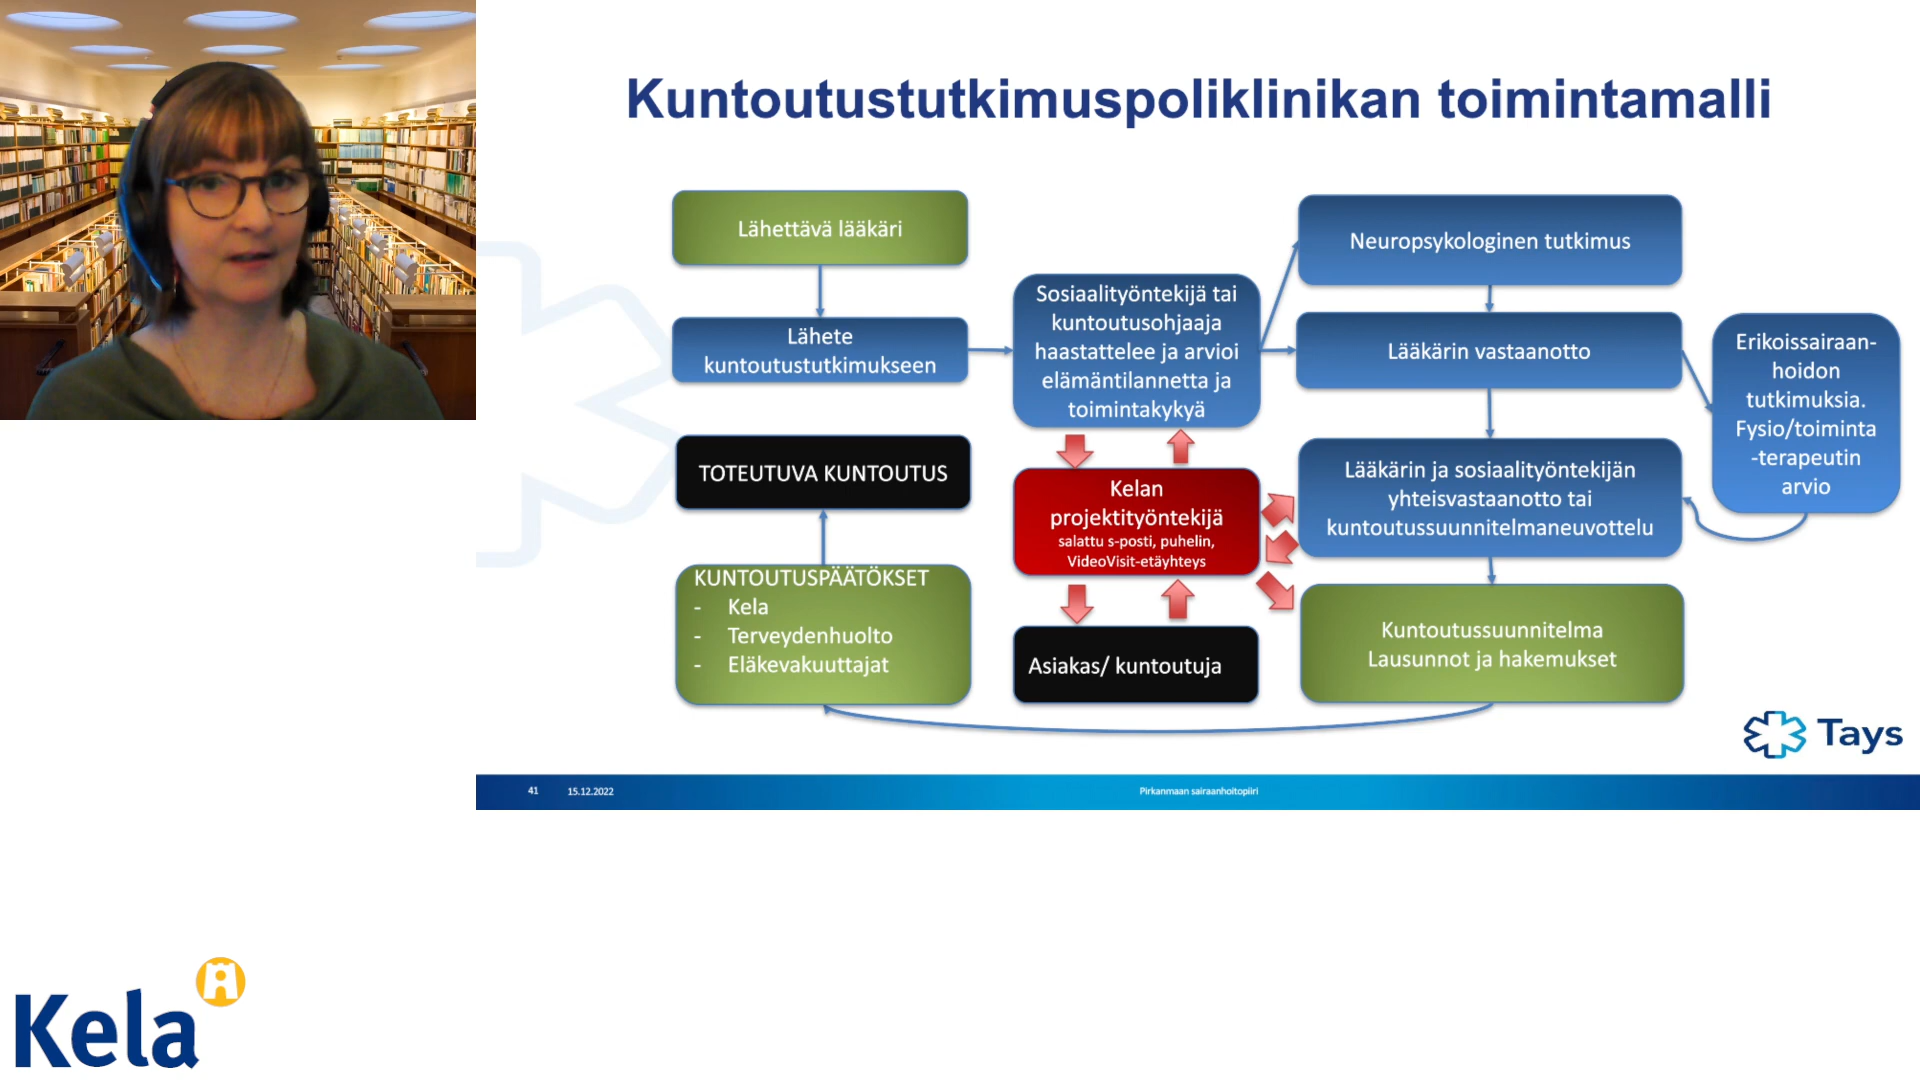 Kuntoutustutkimuspoliklinikan toimintamalli
Lähettävä lääkäri
Lähete
kuntoutustutkimukseen
Sosiaalityöntekijä tai
kuntoutusohjaaja
haastattelee ja arvioi
elämäntilannetta ja
toimintakykyä
Neuropsykologinen tutkimus
Lääkärin vastaanotto
Erikoissairaan-
hoidon
tutkimuksia.
Fysio/toiminta
-terapeutin
arvio
Lääkärin ja sosiaalityöntekijän
yhteisvastaanotto tai
kuntoutussuunnitelmaneuvottelu
TOTEUTUVA KUNTOUTUS
Kelan
projektityöntekijä
salattu s-posti, puhelin,
VideoVisit-etäyhteys
KUNTOUTUSPÄÄTÖKSET
- Kela
- Terveydenhuolto
- Eläkevakuuttajat
Asiakas/ kuntoutuja
Kuntoutussuunnitelma
Lausunnot ja hakemukset
Tays
41
15.12.2022
Pirkanmaan sairaanhoitopiiri
Kela